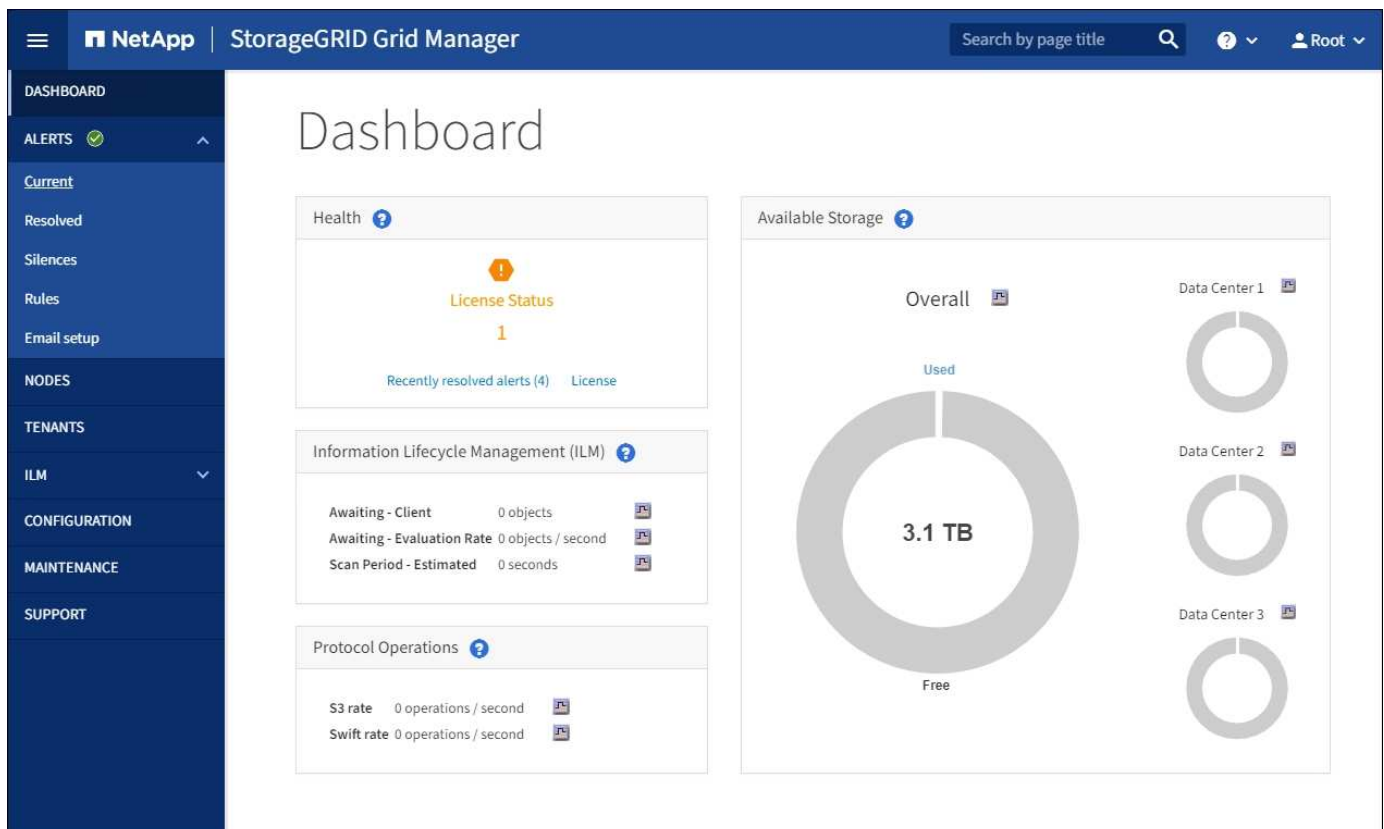 NetApp | StorageGRID Grid Manager
Search by page title
Root
DASHBOARD
ALERTS
Current
Resolved
Silences
Rules
Email setup
NODES
TENANTS
ILM
CONFIGURATION
MAINTENANCE
SUPPORT
Dashboard
Health ?
!
License Status
1
Recently resolved alerts (4) License
Information Lifecycle Management (ILM) ?
Awaiting - Client 0 objects
Awaiting - Evaluation Rate 0 objects / second
Scan Period - Estimated 0 seconds
Protocol Operations ?
S3 rate 0 operations / second
Swift rate 0 operations / second
Available Storage ?
Overall
Used
3.1 TB
Free
Data Center 1
Data Center 2
Data Center 3